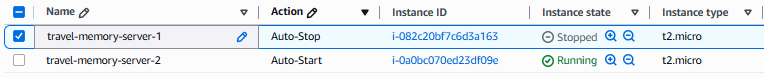 Name Action Instance ID Instance state Instance type
travel-memory-server-1 Auto-Stop i-082c20bf7c6d3a163 Stopped t2.micro
travel-memory-server-2 Auto-Start i-0a0bc070ed23df09e Running t2.micro